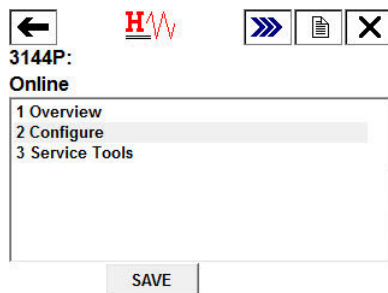 H
3144P:
Online
1 Overview
2 Configure
3 Service Tools
SAVE